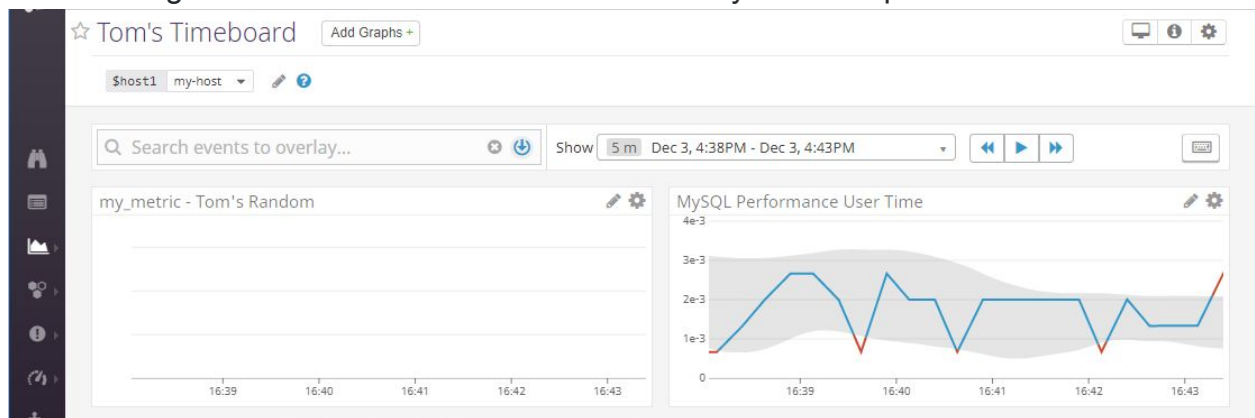 Tom's Timeboard Add Graphs +
$host1 my-host
Search events to overlay... Show 5 m Dec 3, 4:38PM - Dec 3, 4:43PM
my_metric - Tom's Random
16:39 16:40 16:41 16:42 16:43
MySQL Performance User Time
4e-3
3e-3
2e-3
1e-3
0
16:39 16:40 16:41 16:42 16:43